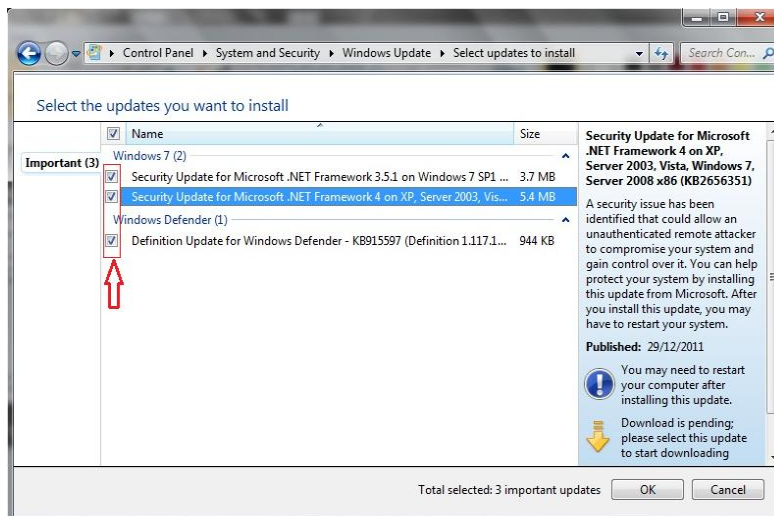 Control Panel ▸ System and Security ▸ Windows Update ▸ Select updates to install
Search Con...
Select the updates you want to install
Name Size
Important (3)
Windows 7 (2)
Security Update for Microsoft .NET Framework 3.5.1 on Windows 7 SP1 ... 3.7 MB
Security Update for Microsoft .NET Framework 4 on XP, Server 2003, Vis... 5.4 MB
Windows Defender (1)
Definition Update for Windows Defender - KB915597 (Definition 1.117.1... 944 KB
Security Update for Microsoft
.NET Framework 4 on XP,
Server 2003, Vista, Windows 7,
Server 2008 x86 (KB2656351)
A security issue has been
identified that could allow an
unauthenticated remote attacker
to compromise your system and
gain control over it. You can help
protect your system by installing
this update from Microsoft. After
you install this update, you may
have to restart your system.
Published: 29/12/2011
You may need to restart
your computer after
installing this update.
Download is pending;
please select this update
to start downloading
Total selected: 3 important updates
OK
Cancel